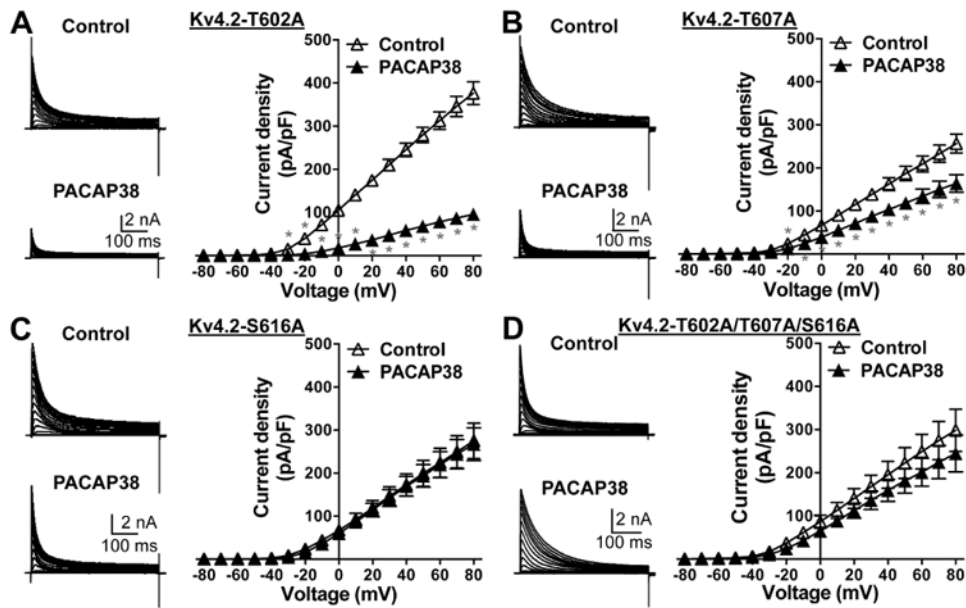 A
Control
PACAP38
2 nA
100 ms
Kv4.2-T602A
Control
PACAP38
Current density
(pA/pF)
500
400
300
200
100
* * * * * * * * * * * *
-80 -60 -40 -20 0 20 40 60 80
Voltage (mV)
B
Control
PACAP38
2 nA
100 ms
Kv4.2-T607A
Control
PACAP38
Current density
(pA/pF)
500
400
300
200
100
* * * * * * * * * * *
-80 -60 -40 -20 0 20 40 60 80
Voltage (mV)
C
Control
PACAP38
2 nA
100 ms
Kv4.2-S616A
Control
PACAP38
Current density
(pA/pF)
500
400
300
200
100
-80 -60 -40 -20 0 20 40 60 80
Voltage (mV)
D
Kv4.2-T602A/T607A/S616A
Control
PACAP38
2 nA
100 ms
Control
PACAP38
Current density
(pA/pF)
500
400
300
200
100
-80 -60 -40 -20 0 20 40 60 80
Voltage (mV)